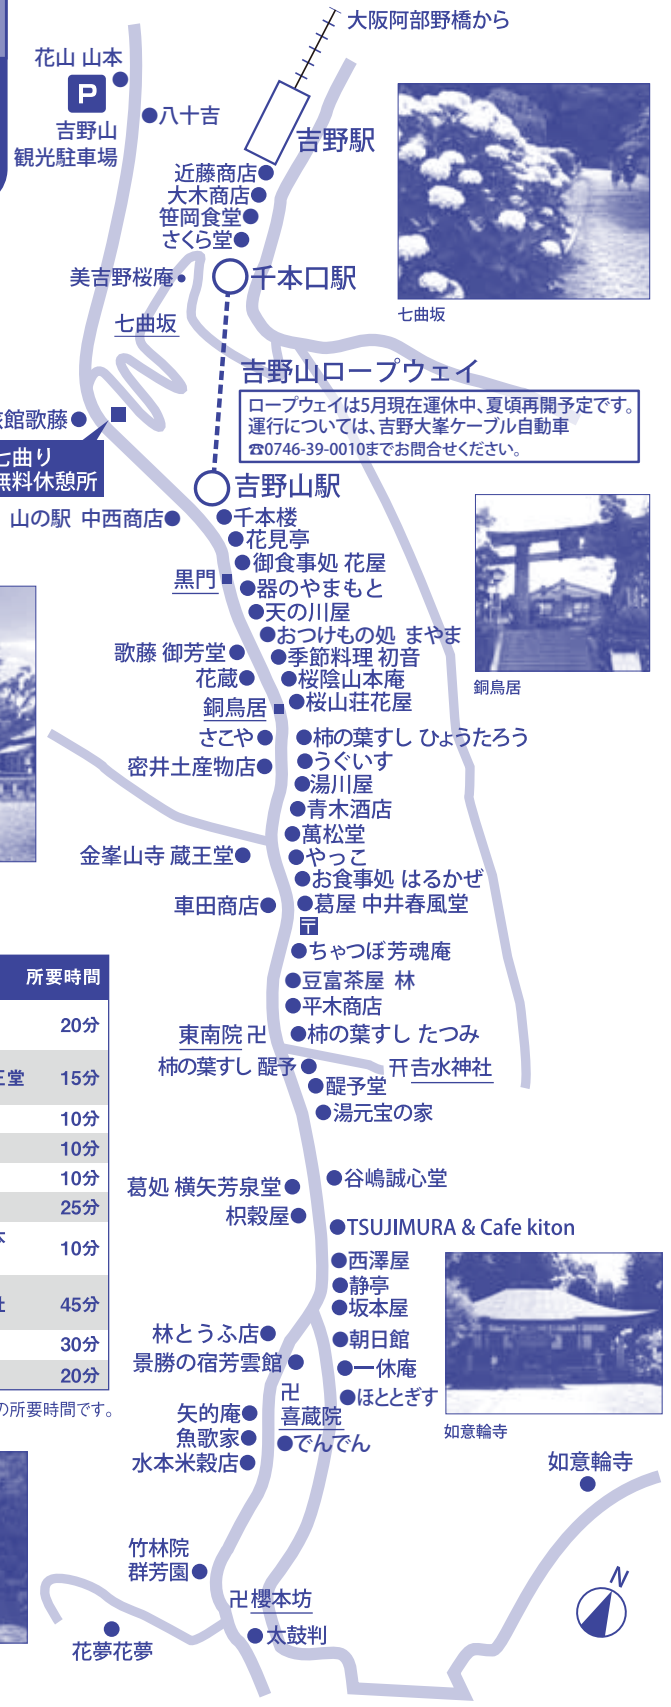 大阪阿部野橋から
花山 山本
P
吉野山
観光駐車場
八十吉
吉野駅
近藤商店
大木商店
笹岡食堂
さくら堂
美吉野桜庵
千本口駅
七曲坂
七曲坂
吉野山ロープウェイ
ロープウェイは5月現在運休中、夏頃再開予定です。
運行については、吉野大峯ケーブル自動車
☎0746-39-0010までお問合せください。
館歌藤
七曲り
無料休憩所
吉野山駅
山の駅 中西商店
千本楼
花見亭
御食事処 花屋
黒門
器のやまもと
天の川屋
おつけもの処 まやま
歌藤 御芳堂
季節料理 初音
花蔵
桜陰山本庵
桜山荘花屋
銅鳥居
銅鳥居
さこや
柿の葉すし ひょうたろう
密井土産物店
うぐいす
湯川屋
青木酒店
萬松堂
金峯山寺 蔵王堂
やっこ
お食事処 はるかぜ
車田商店
葛屋 中井春風堂
〒
ちゃつぼ芳魂庵
豆富茶屋 林
平木商店
東南院 卍
柿の葉すし たつみ
柿の葉すし 醍予
吉水神社
醍予堂
湯元宝の家
所要時間
20分
王堂 15分
10分
10分
10分
25分
10分
社 45分
30分
20分
の所要時間です。
谷嶋誠心堂
葛処 横矢芳泉堂
枳殻屋
TSUJIMURA & Cafe kiton
西澤屋
静亭
坂本屋
林とうふ店
朝日館
景勝の宿芳雲館
一休庵
卍
喜蔵院
ほととぎす
矢的庵
魚歌家
でんでん
水本米穀店
如意輪寺
如意輪寺
竹林院
群芳園
卍櫻本坊
花夢花夢
太鼓判
N